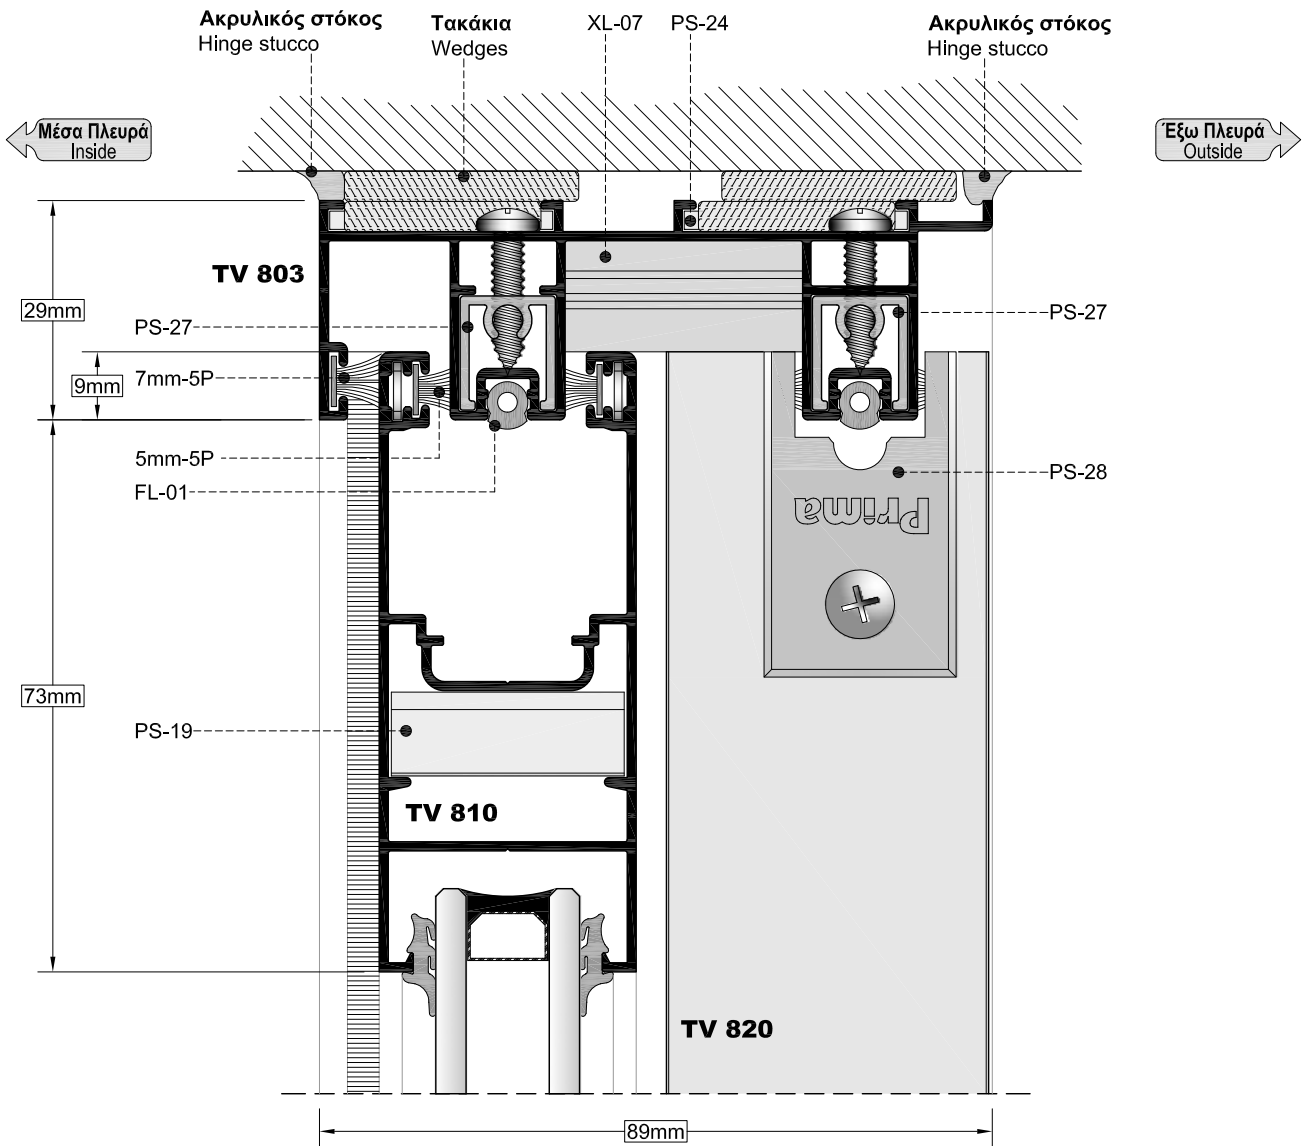 Ακρυλικός στόκος
Hinge stucco
Τακάκια
Wedges
XL-07
PS-24
Ακρυλικός στόκος
Hinge stucco
Μέσα Πλευρά
Inside
Έξω Πλευρά
Outside
TV 803
29mm
PS-27
PS-27
9mm
7mm-5P
5mm-5P
FL-01
PS-28
Prima
73mm
PS-19
TV 810
TV 820
89mm